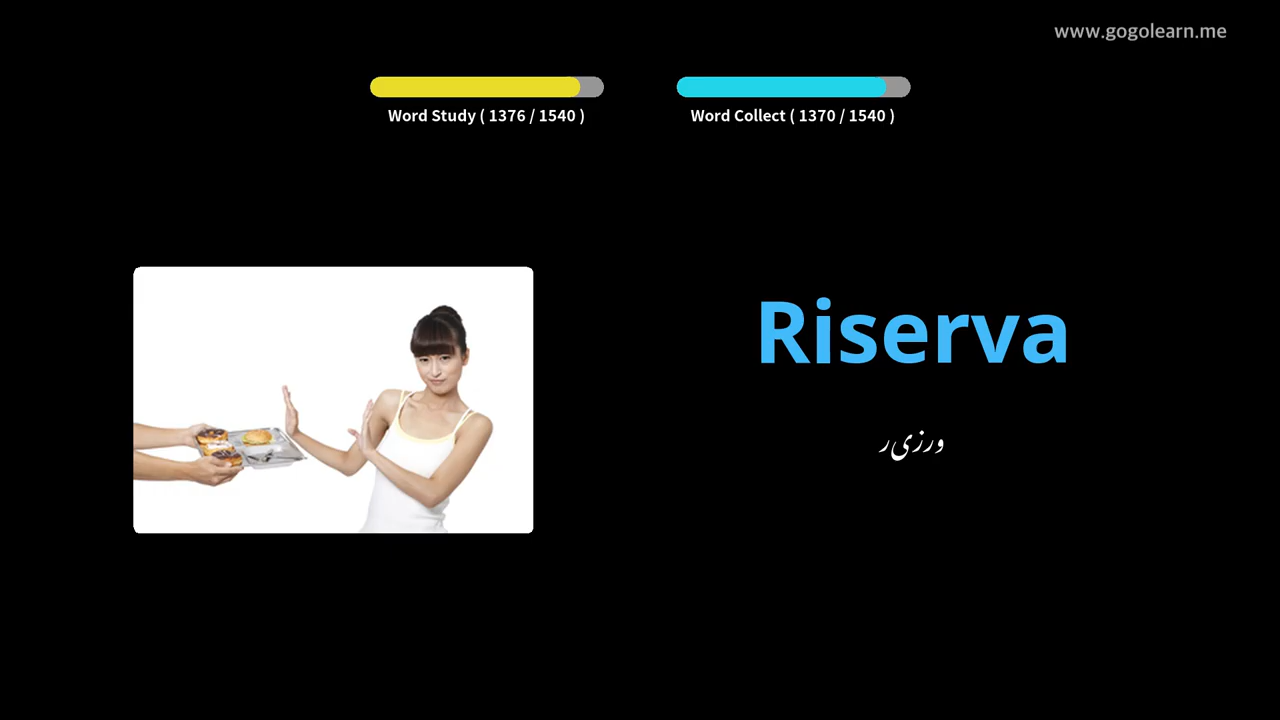 www.gogolearn.me
Word Study ( 1376 / 1540 )
Word Collect ( 1370 / 1540 )
Riserva
ورزی ر